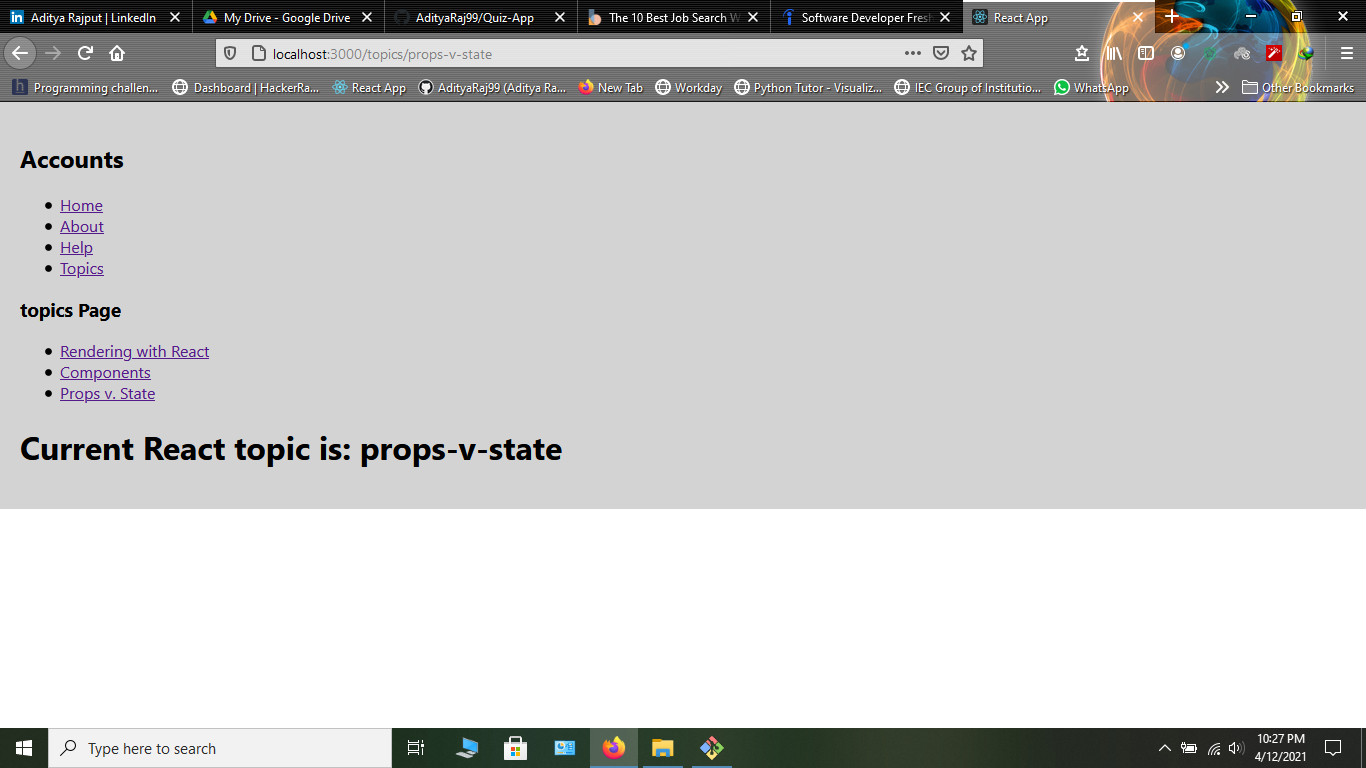 Aditya Rajput | LinkedIn
My Drive - Google Drive
AdityaRaj99/Quiz-App
The 10 Best Job Search W
Software Developer Fresh
React App
localhost:3000/topics/props-v-state
Programming challen...
Dashboard | HackerRa...
React App
AdityaRaj99 (Aditya Ra...
New Tab
Workday
Python Tutor - Visualiz...
IEC Group of Institutio...
WhatsApp
Other Bookmarks
Accounts
Home
About
Help
Topics
topics Page
Rendering with React
Components
Props v. State
Current React topic is: props-v-state
Type here to search
10:27 PM
4/12/2021